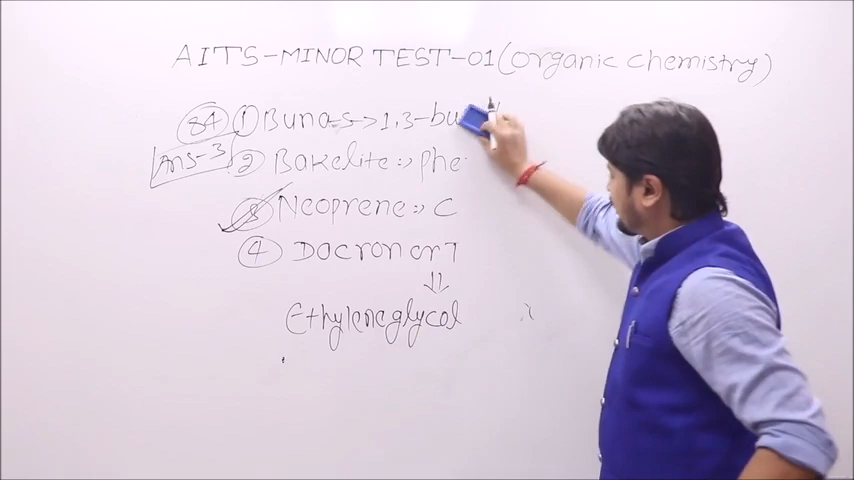 AITS-MINOR TEST-01(organic chemistry)
84 1 Buna-s-> 1,3-bu
Ans-3 2 Bakelite :> phe
3 Neoprene :> C
4 Dacron or T
⇓
Ethyleneglycol